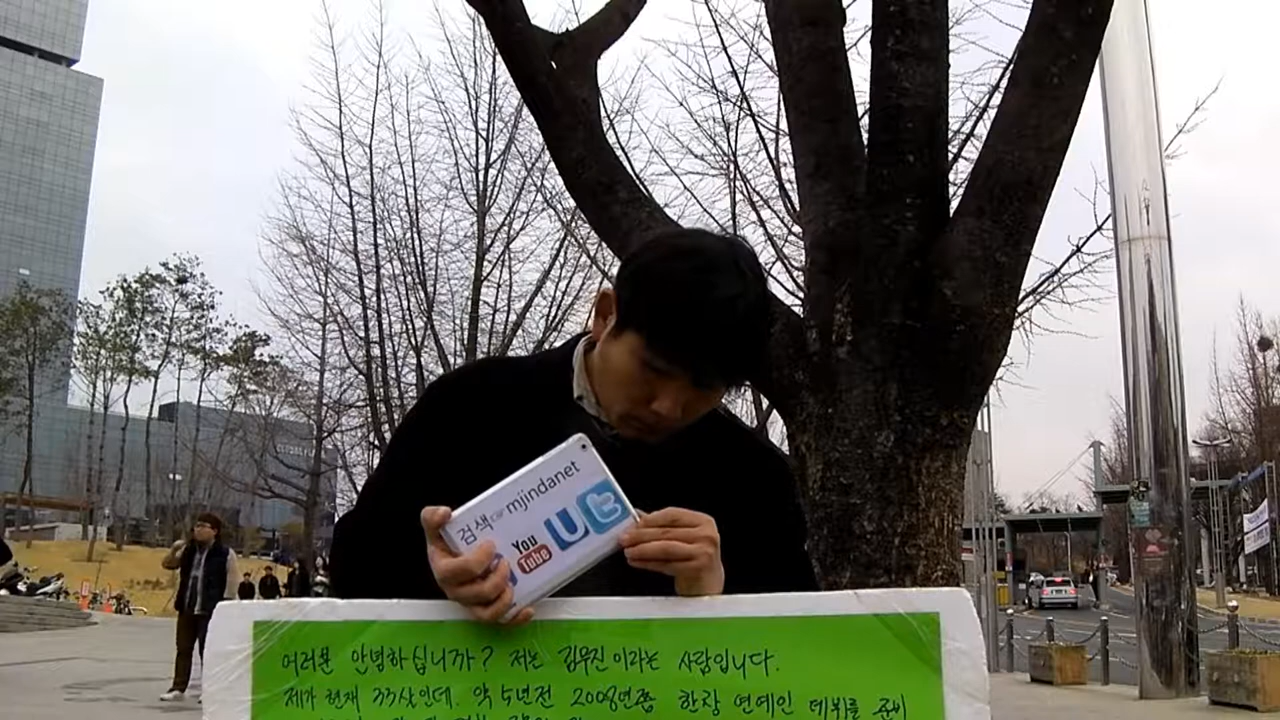 검색 mjindanet
You
Tube
U
t
여러분 안녕하십니까? 저는 김우진이라는 사람입니다.
제가 현재 33살인데. 약 5년전 2008년쯤 한창 연예인 데뷔를 준비